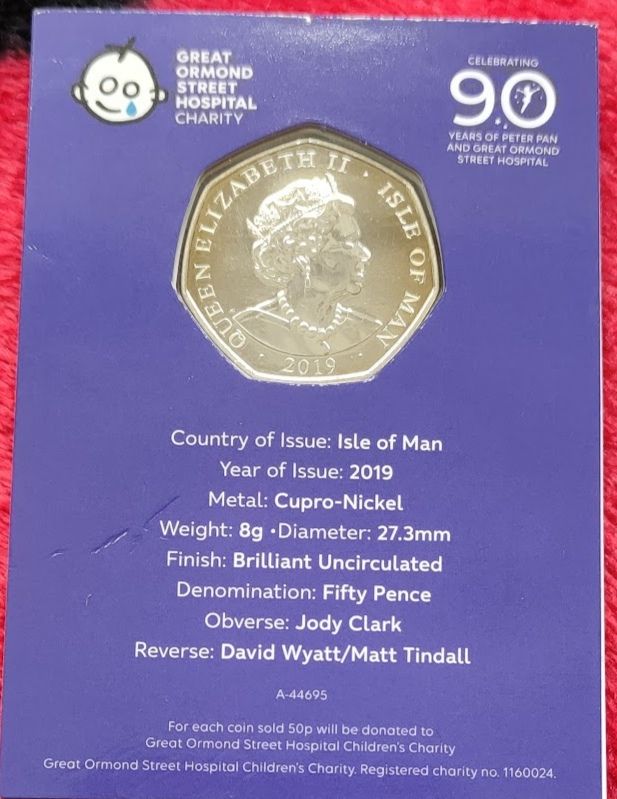 GREAT
ORMOND
STREET
HOSPITAL
CHARITY
CELEBRATING
90
YEARS OF PETER PAN
AND GREAT ORMOND
STREET HOSPITAL
QUEEN ELIZABETH II · ISLE OF MAN
2019
Country of Issue: Isle of Man
Year of Issue: 2019
Metal: Cupro-Nickel
Weight: 8g •Diameter: 27.3mm
Finish: Brilliant Uncirculated
Denomination: Fifty Pence
Obverse: Jody Clark
Reverse: David Wyatt/Matt Tindall
A-44695
For each coin sold 50p will be donated to
Great Ormond Street Hospital Children's Charity
Great Ormond Street Hospital Children's Charity. Registered charity no. 1160024.